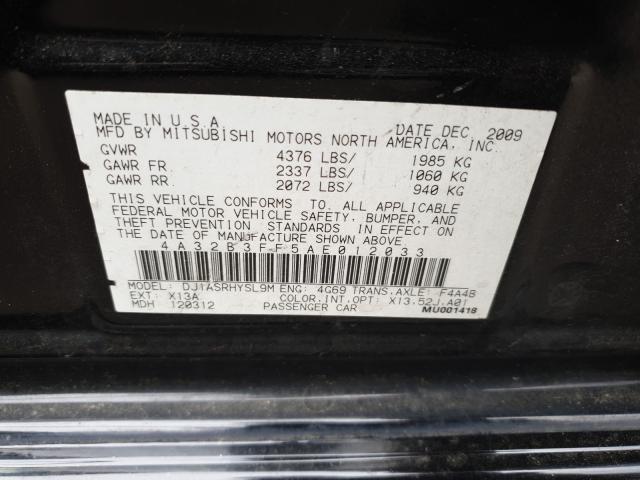 MADE IN U.S.A. DATE DEC. 2009
MFD BY MITSUBISHI MOTORS NORTH AMERICA, INC.
GVWR 4376 LBS/ 1985 KG
GAWR FR 2337 LBS/ 1060 KG
GAWR RR 2072 LBS/ 940 KG
THIS VEHICLE CONFORMS TO ALL APPLICABLE
FEDERAL MOTOR VEHICLE SAFETY, BUMPER, AND
THEFT PREVENTION STANDARDS IN EFFECT ON
THE DATE OF MANUFACTURE SHOWN ABOVE
4A32B3FF5AE012033
MODEL: DJ1ASRHYSL9M ENG: 4G69 TRANS.AXLE: F4A4B
EXT: X13A COLOR.INT.OPT: X13.52J.A01
MDH 120312 PASSENGER CAR MU001418